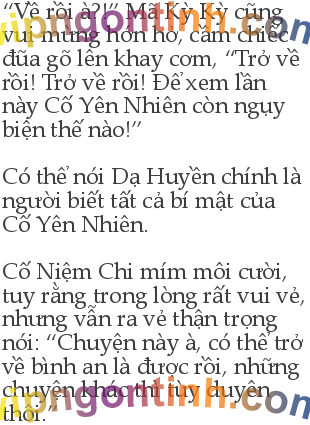 “Về rồi à?!” Mã Kỳ Kỳ cũng
vui mừng hớn hở, cầm chiếc
đũa gõ lên khay cơm, “Trở về
rồi! Trở về rồi! Để xem lần
này Cố Yên Nhiên còn ngụy
biện thế nào!”
Có thể nói Dạ Huyền chính là
người biết tất cả bí mật của
Cố Yên Nhiên.
Cố Niệm Chi mím môi cười,
tuy rằng trong lòng rất vui vẻ,
nhưng vẫn ra vẻ thận trọng
nói: “Chuyện này à, có thể trở
về bình an là được rồi, những
chuyện khác thì tùy duyên
thôi.”
vipngontinh.com
vipngontinh.com